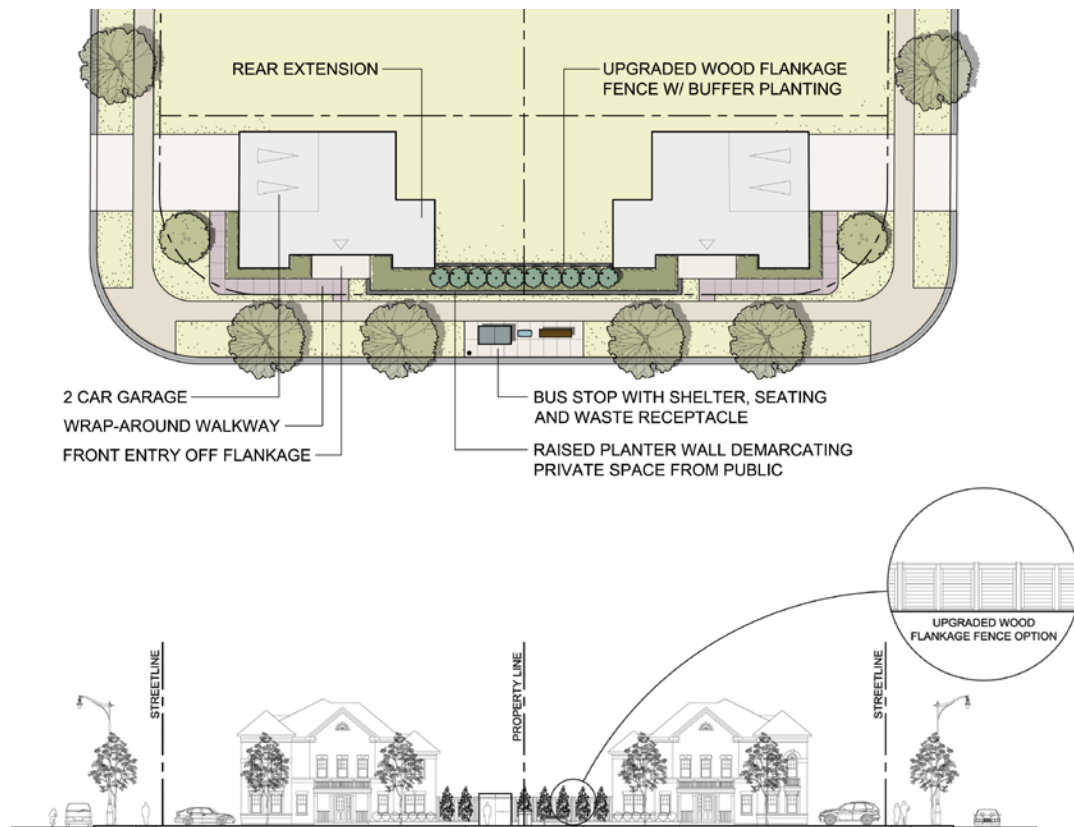 REAR EXTENSION
UPGRADED WOOD FLANKAGE
FENCE W/ BUFFER PLANTING
2 CAR GARAGE
WRAP-AROUND WALKWAY
FRONT ENTRY OFF FLANKAGE
BUS STOP WITH SHELTER, SEATING
AND WASTE RECEPTACLE
RAISED PLANTER WALL DEMARCATING
PRIVATE SPACE FROM PUBLIC
UPGRADED WOOD
FLANKAGE FENCE OPTION
STREETLINE
PROPERTY LINE
STREETLINE